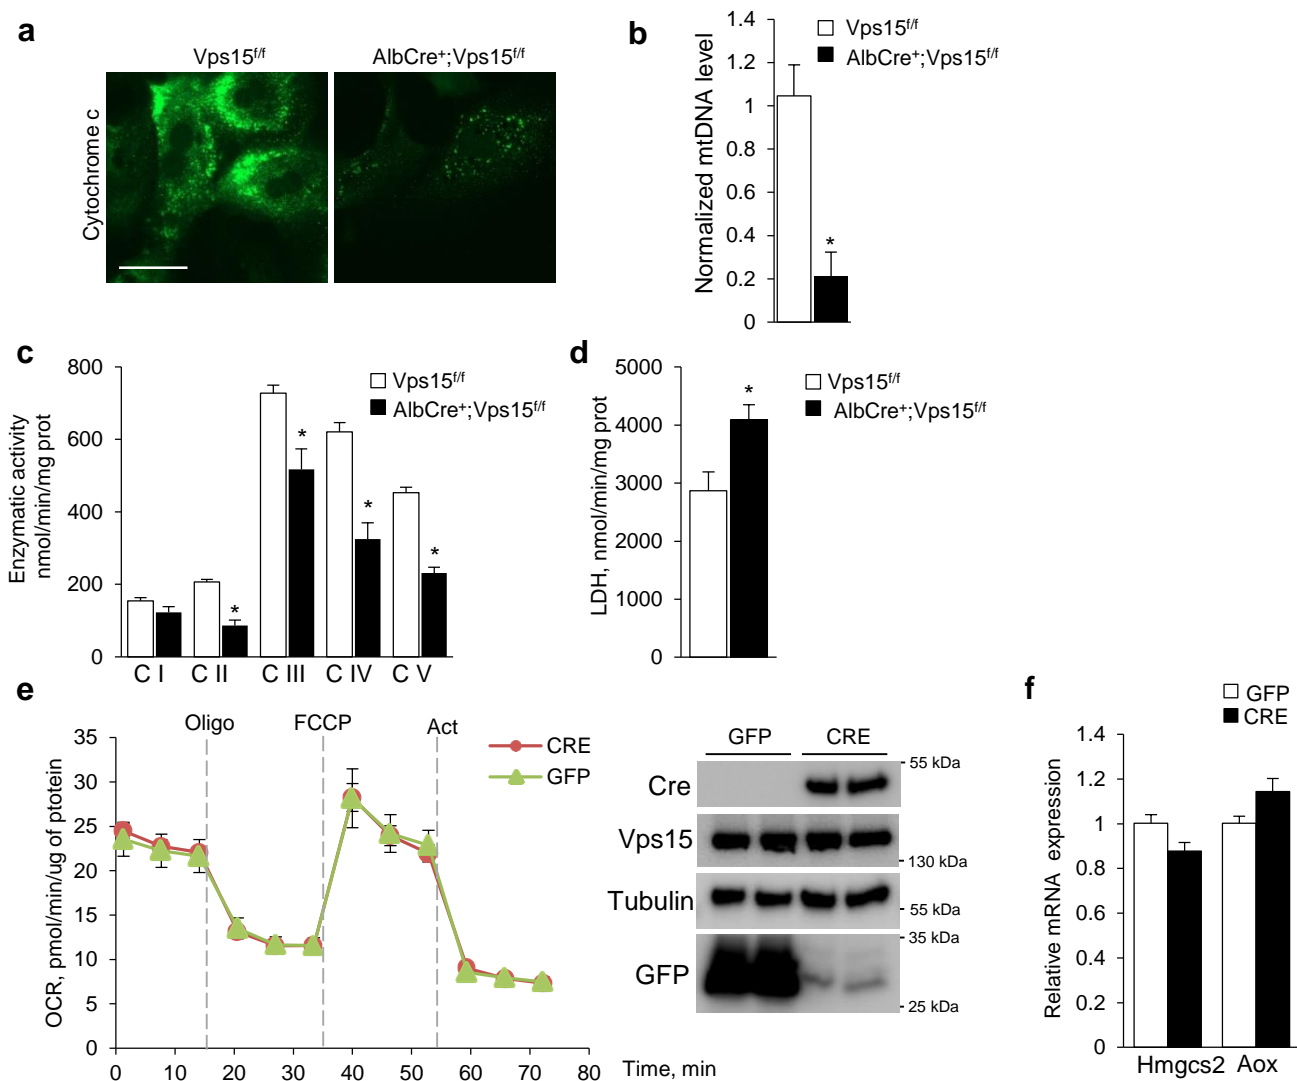 a
Vps15f/f
AlbCre+;Vps15f/f
Cytochrome c
b
Normalized mtDNA level
1.4
1.2
1
0.8
0.6
0.4
0.2
0
*
Vps15f/f
AlbCre+;Vps15f/f
c
Enzymatic activity
nmol/min/mg prot
800
600
400
200
0
*
*
*
*
C I
C II
C III
C IV
C V
Vps15f/f
AlbCre+;Vps15f/f
d
LDH, nmol/min/mg prot
5000
4000
3000
2000
1000
0
*
Vps15f/f
AlbCre+;Vps15f/f
e
OCR, pmol/min/ug of ptotein
35
30
25
20
15
10
5
0
Oligo
FCCP
Act
CRE
GFP
0 10 20 30 40 50 60 70 80
Time, min
GFP
CRE
Cre
- 55 kDa
Vps15
- 130 kDa
Tubulin
- 55 kDa
GFP
- 35 kDa
- 25 kDa
f
GFP
CRE
Relative mRNA expression
1.4
1.2
1
0.8
0.6
0.4
0.2
0
Hmgcs2 Aox